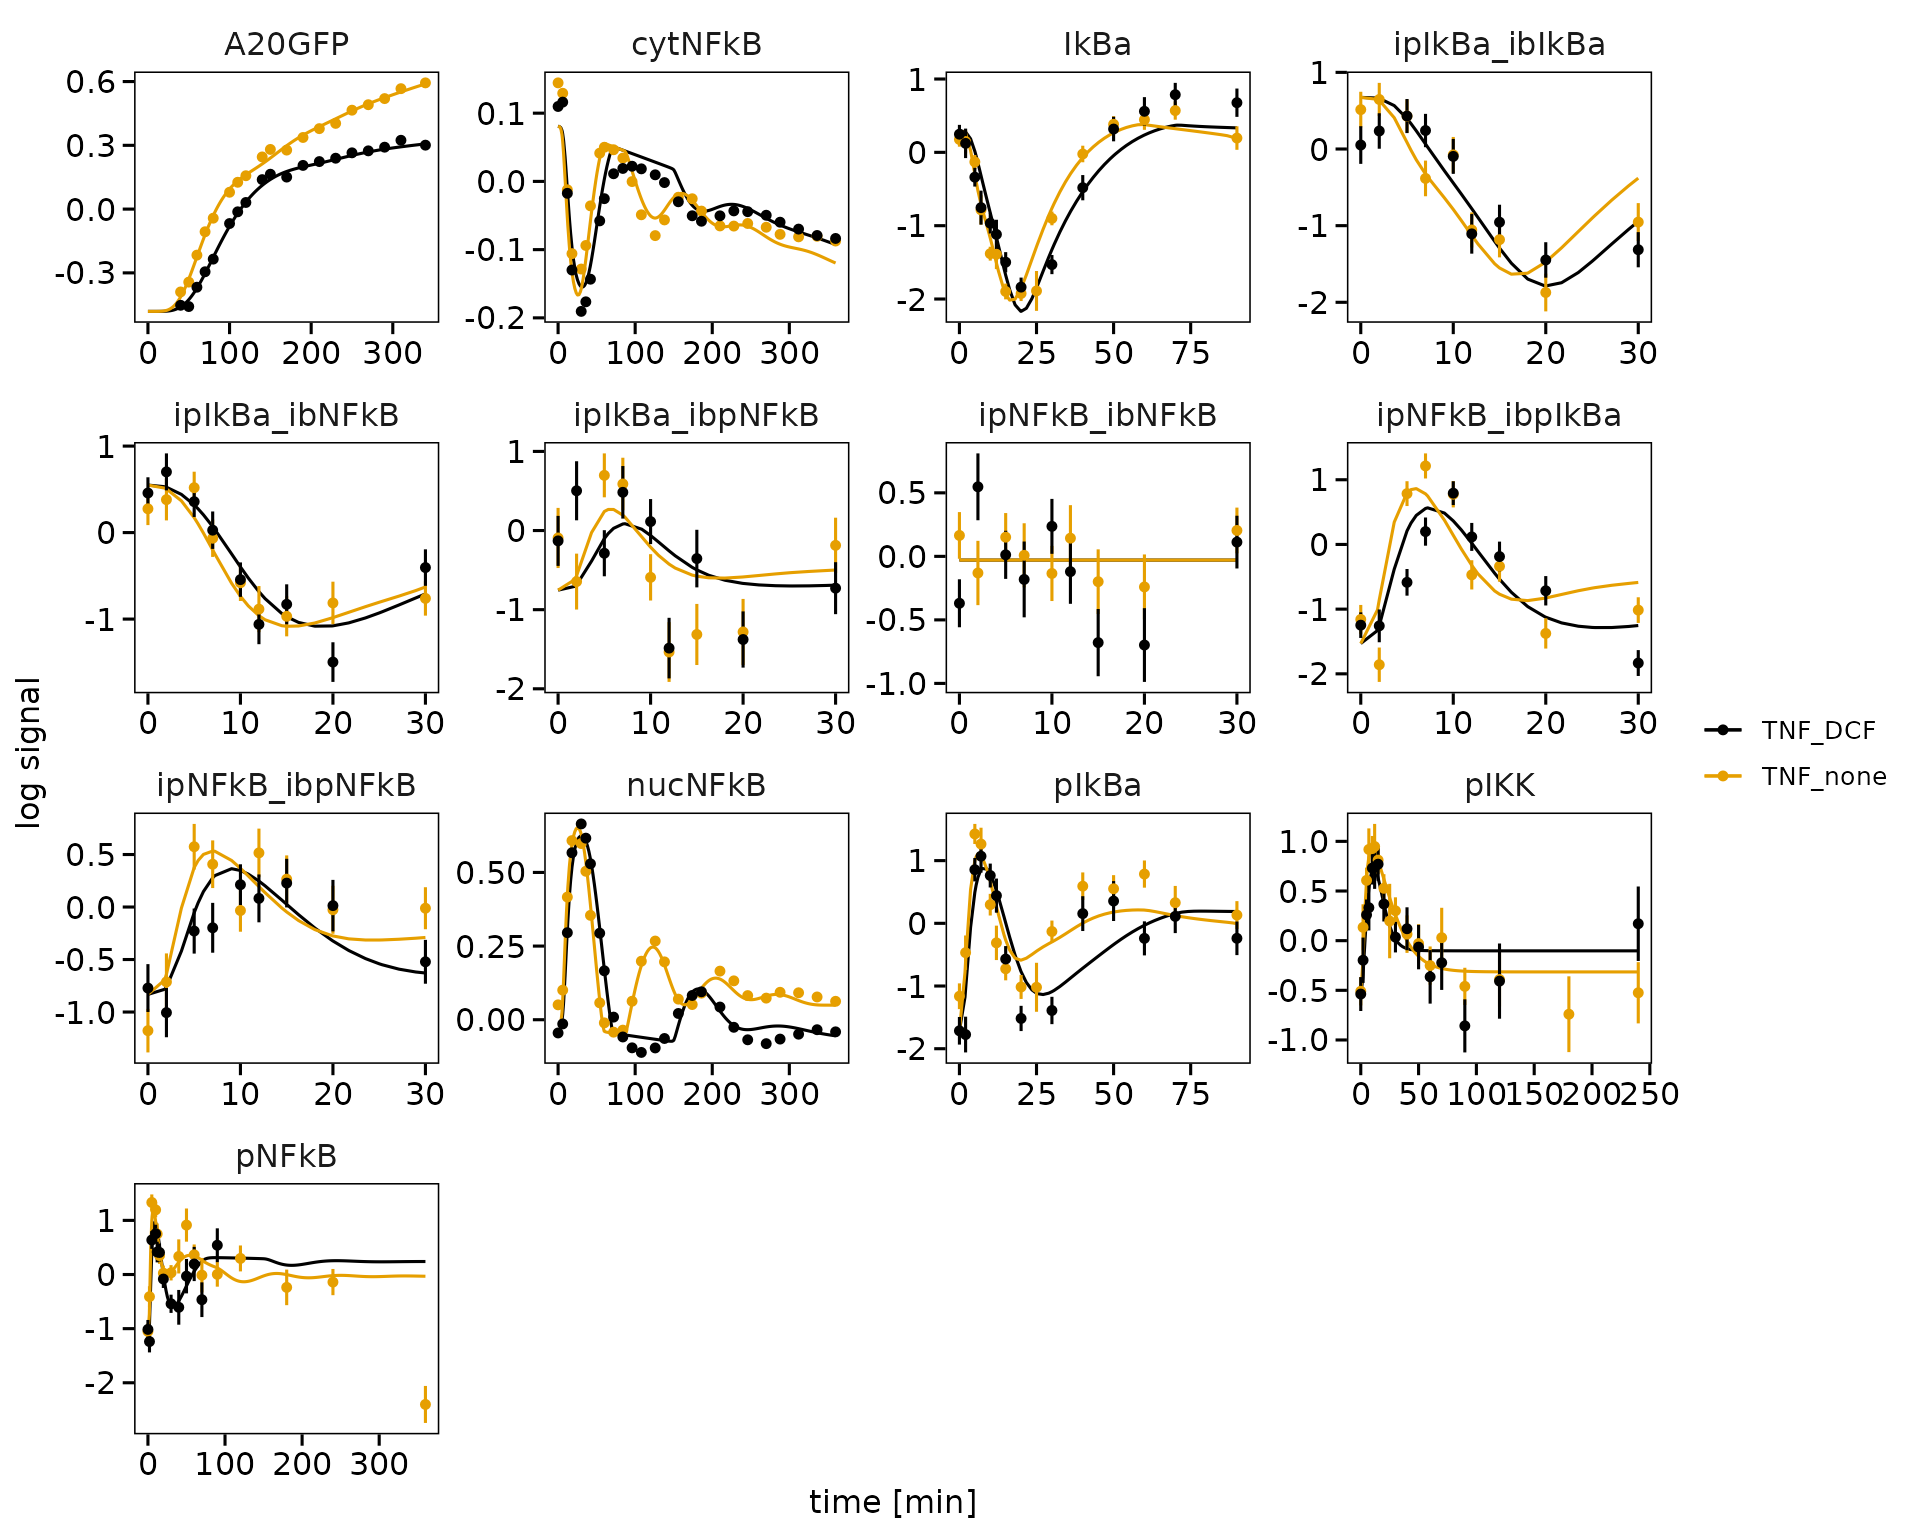 A20GFP cytNFkB IkBa ipIkBa_ibIkBa
0.6 0.3 0.0 -0.3
0 100 200 300
0.1 0.0 -0.1 -0.2
0 100 200 300
1 0 -1 -2
0 25 50 75
1 0 -1 -2
0 10 20 30
ipIkBa_ibNFkB ipIkBa_ibpNFkB ipNFkB_ibNFkB ipNFkB_ibpIkBa
1 0 -1
0 10 20 30
1 0 -1 -2
0 10 20 30
0.5 0.0 -0.5 -1.0
0 10 20 30
1 0 -1 -2
0 10 20 30
log signal
TNF_DCF
TNF_none
ipNFkB_ibpNFkB nucNFkB pIkBa pIKK
0.5 0.0 -0.5 -1.0
0 10 20 30
0.50 0.25 0.00
0 100 200 300
1 0 -1 -2
0 25 50 75
1.0 0.5 0.0 -0.5 -1.0
0 50 100 150 200 250
pNFkB
1 0 -1 -2
0 100 200 300
time [min]